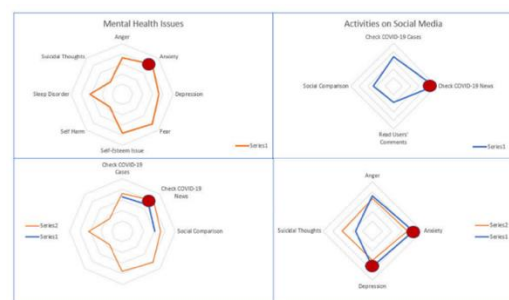 Mental Health Issues
Anger
Suicidal Thoughts
Anxiety
Sleep Disorder
Depression
Self Harm
Fear
Self-Esteem Issue
Series1
Activities on Social Media
Check COVID-19 Cases
Social Comparison
Check COVID-19 News
Read Users'
Comments
Series1
Check COVID-19
Cases
Check COVID-19
News
Series2
Series1
Social Comparison
Anger
Suicidal Thoughts
Anxiety
Series2
Series1
Depression